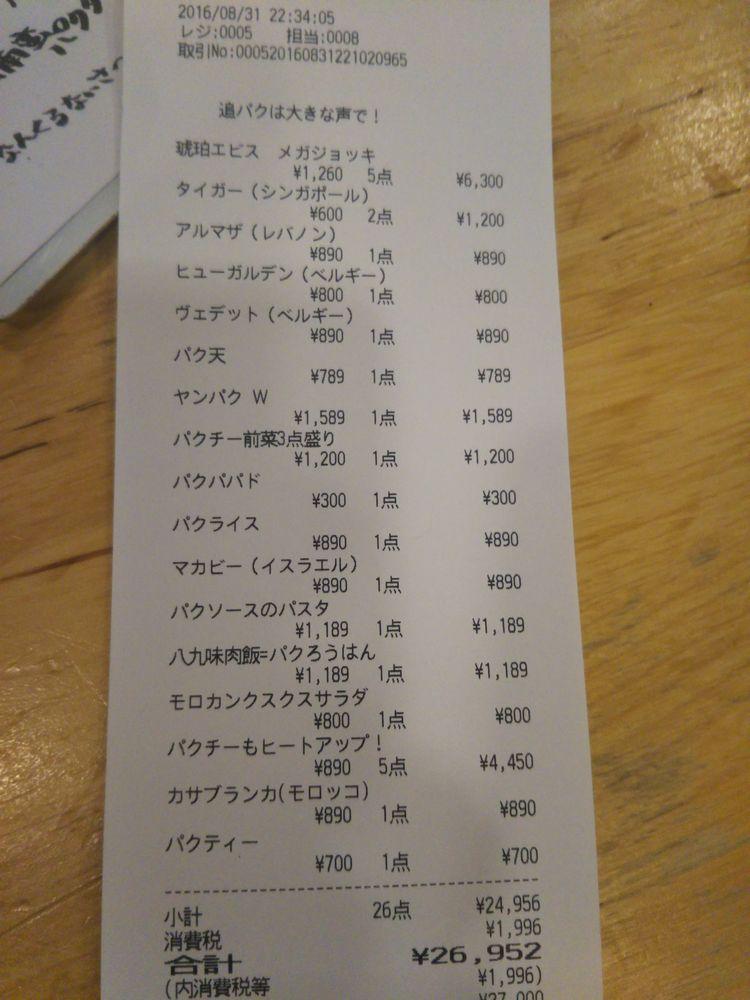 なんくるないさ
2016/08/31 22:34:05
レジ:0005 担当:0008
取引No:000520160831221020965
追パクは大きな声で!
琥珀エビス メガジョッキ
¥1,260 5点 ¥6,300
タイガー(シンガポール)
¥600 2点 ¥1,200
アルマザ(レバノン)
¥890 1点 ¥890
ヒューガルデン(ベルギー)
¥800 1点 ¥800
ヴェデット(ベルギー)
¥890 1点 ¥890
パク天
¥789 1点 ¥789
ヤンパク W
¥1,589 1点 ¥1,589
パクチー前菜3点盛り
¥1,200 1点 ¥1,200
パクパパド
¥300 1点 ¥300
パクライス
¥890 1点 ¥890
マカビー(イスラエル)
¥890 1点 ¥890
パクソースのパスタ
¥1,189 1点 ¥1,189
八九味肉飯=パクろうはん
¥1,189 1点 ¥1,189
モロカンクスクスサラダ
¥800 1点 ¥800
パクチーもヒートアップ!
¥890 5点 ¥4,450
カサブランカ(モロッコ)
¥890 1点 ¥890
パクティー
¥700 1点 ¥700
小計 26点 ¥24,956
消費税 ¥1,996
合計 ¥26,952
(内消費税等 ¥1,996)
¥27,000